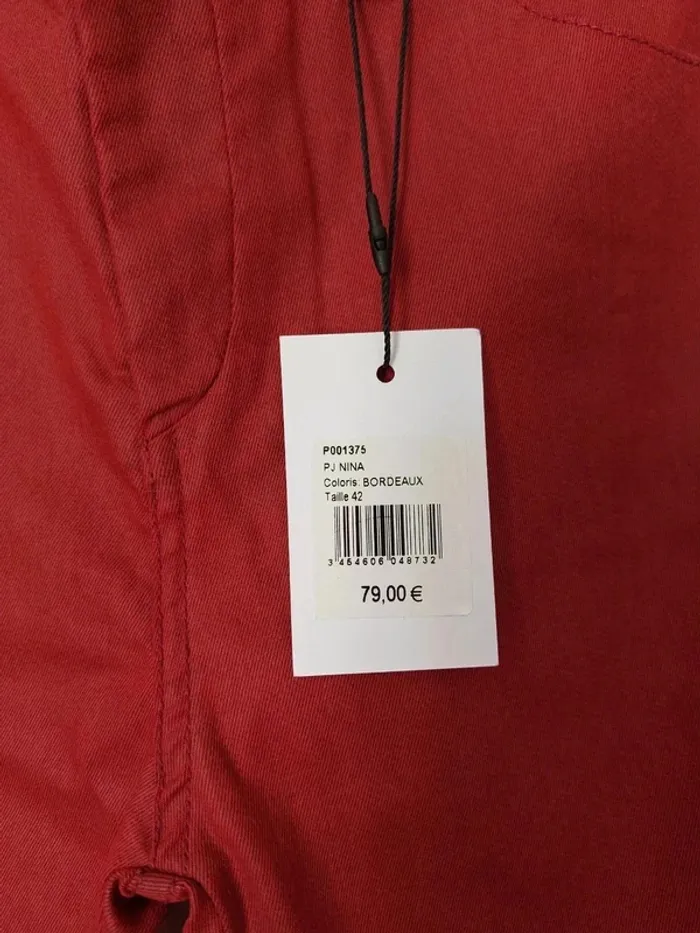 P001375
PJ NINA
Coloris: BORDEAUX
Taille 42
3 454606 048732
79,00 €